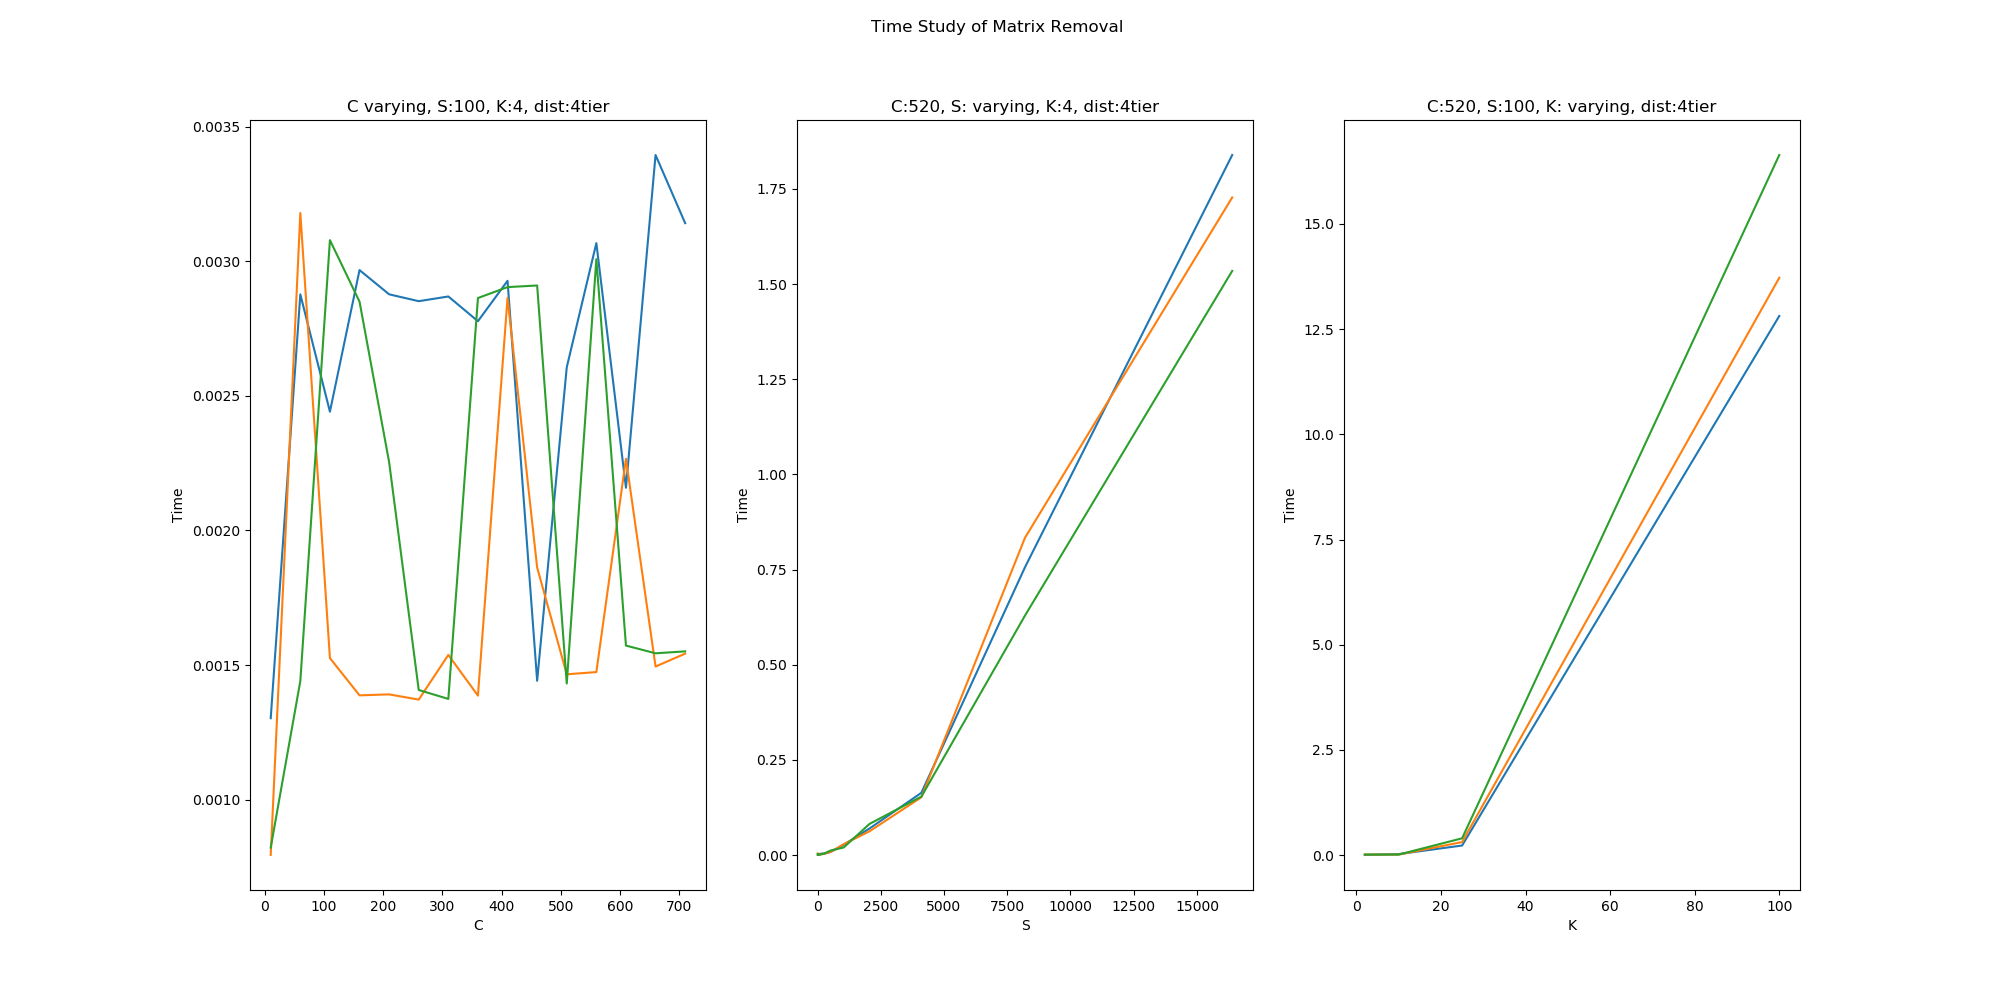 Time Study of Matrix Removal
C varying, S:100, K:4, dist:4tier
0.0035
0.0030
0.0025
0.0020
0.0015
0.0010
Time
0 100 200 300 400 500 600 700
C
C:520, S: varying, K:4, dist:4tier
1.75
1.50
1.25
1.00
0.75
0.50
0.25
0.00
Time
0 2500 5000 7500 10000 12500 15000
S
C:520, S:100, K: varying, dist:4tier
15.0
12.5
10.0
7.5
5.0
2.5
0.0
Time
0 20 40 60 80 100
K